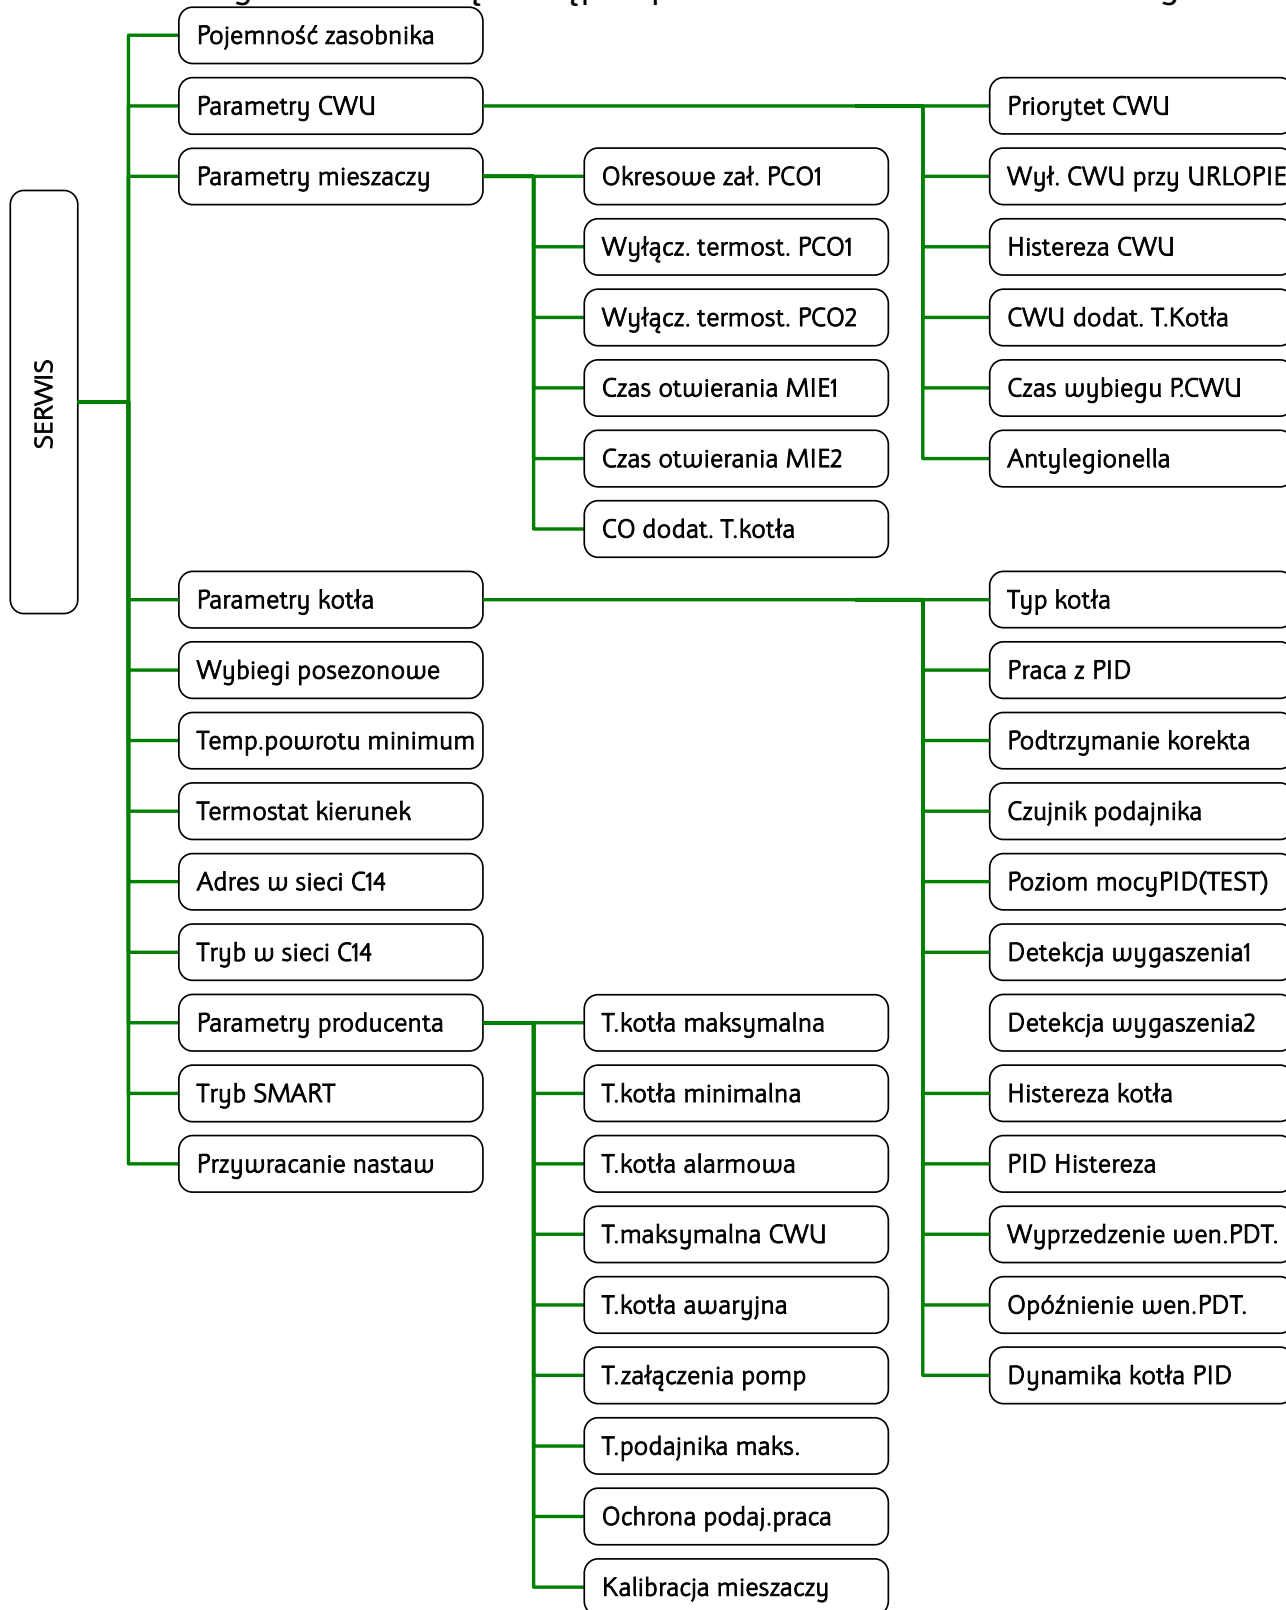 Pojemność zasobnika
Parametry CWU
Priorytet CWU
Parametry mieszaczy
Okresowe zał. PCO1
Wył. CWU przy URLOPIE
Wyłącz. termost. PCO1
Histereza CWU
Wyłącz. termost. PCO2
CWU dodat. T.Kotła
SERWIS
Czas otwierania MIE1
Czas wybiegu P.CWU
Czas otwierania MIE2
Antylegionella
CO dodat. T.kotła
Parametry kotła
Typ kotła
Wybiegi posezonowe
Praca z PID
Temp.powrotu minimum
Podtrzymanie korekta
Termostat kierunek
Czujnik podajnika
Adres w sieci C14
Poziom mocyPID(TEST)
Tryb w sieci C14
Detekcja wygaszenia1
Parametry producenta
T.kotła maksymalna
Detekcja wygaszenia2
Tryb SMART
T.kotła minimalna
Histereza kotła
Przywracanie nastaw
T.kotła alarmowa
PID Histereza
T.maksymalna CWU
Wyprzedzenie wen.PDT.
T.kotła awaryjna
Opóźnienie wen.PDT.
T.załączenia pomp
Dynamika kotła PID
T.podajnika maks.
Ochrona podaj.praca
Kalibracja mieszaczy